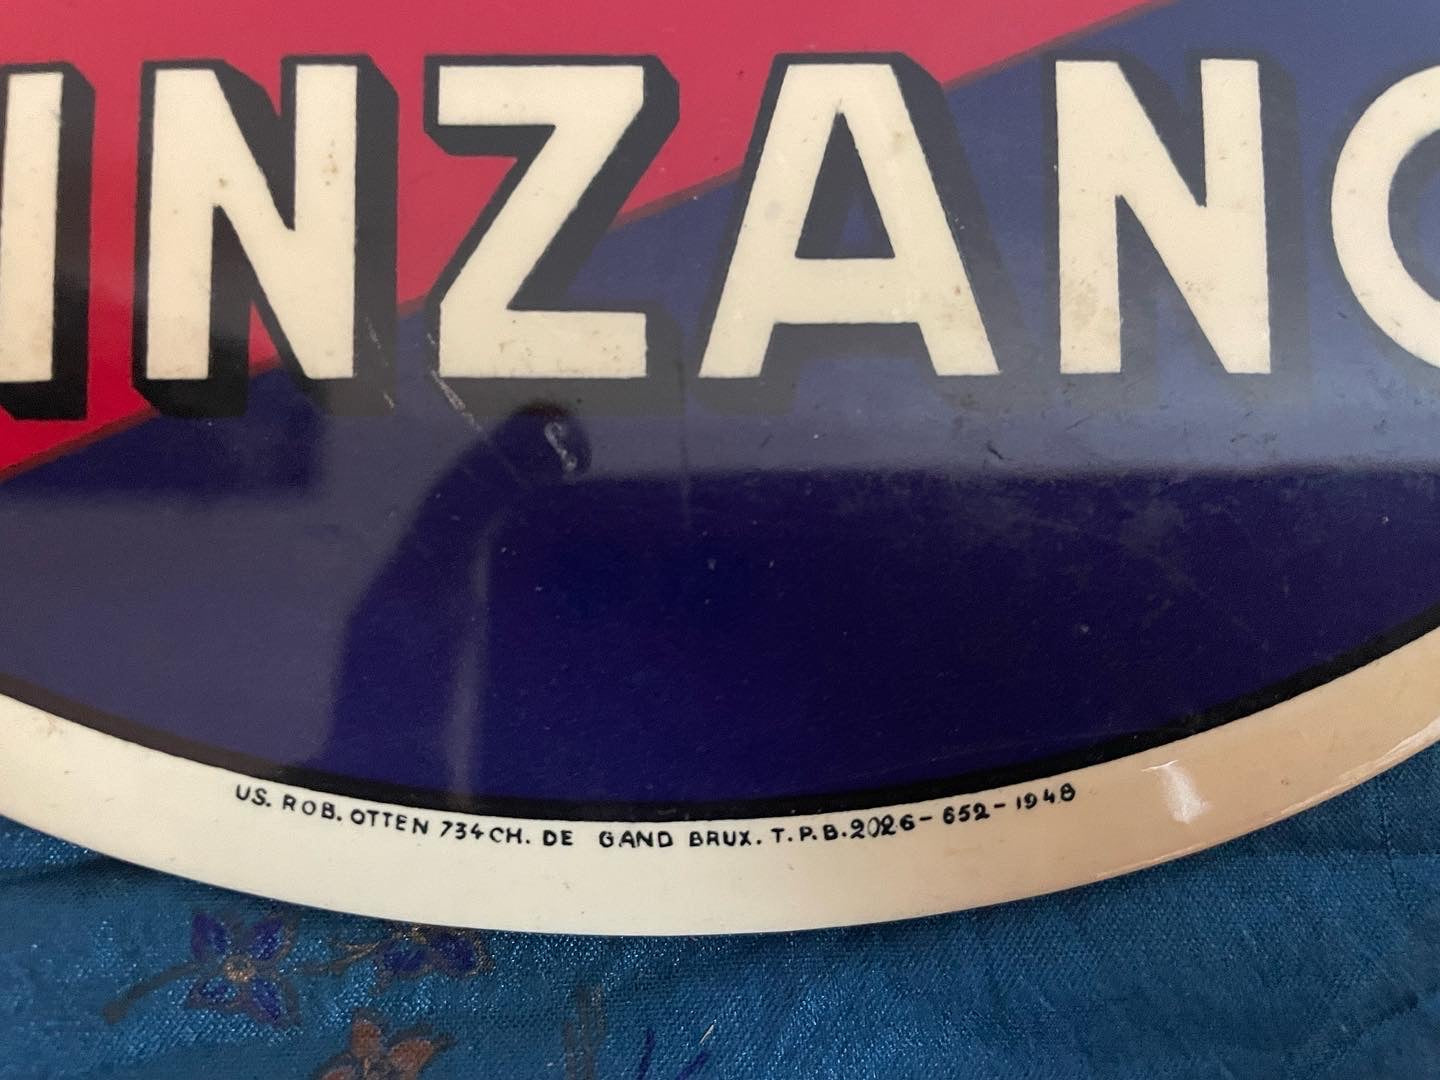 INZANO
US. ROB. OTTEN 734 CH. DE GAND BRUX. T.P.B. 2026-652-1948